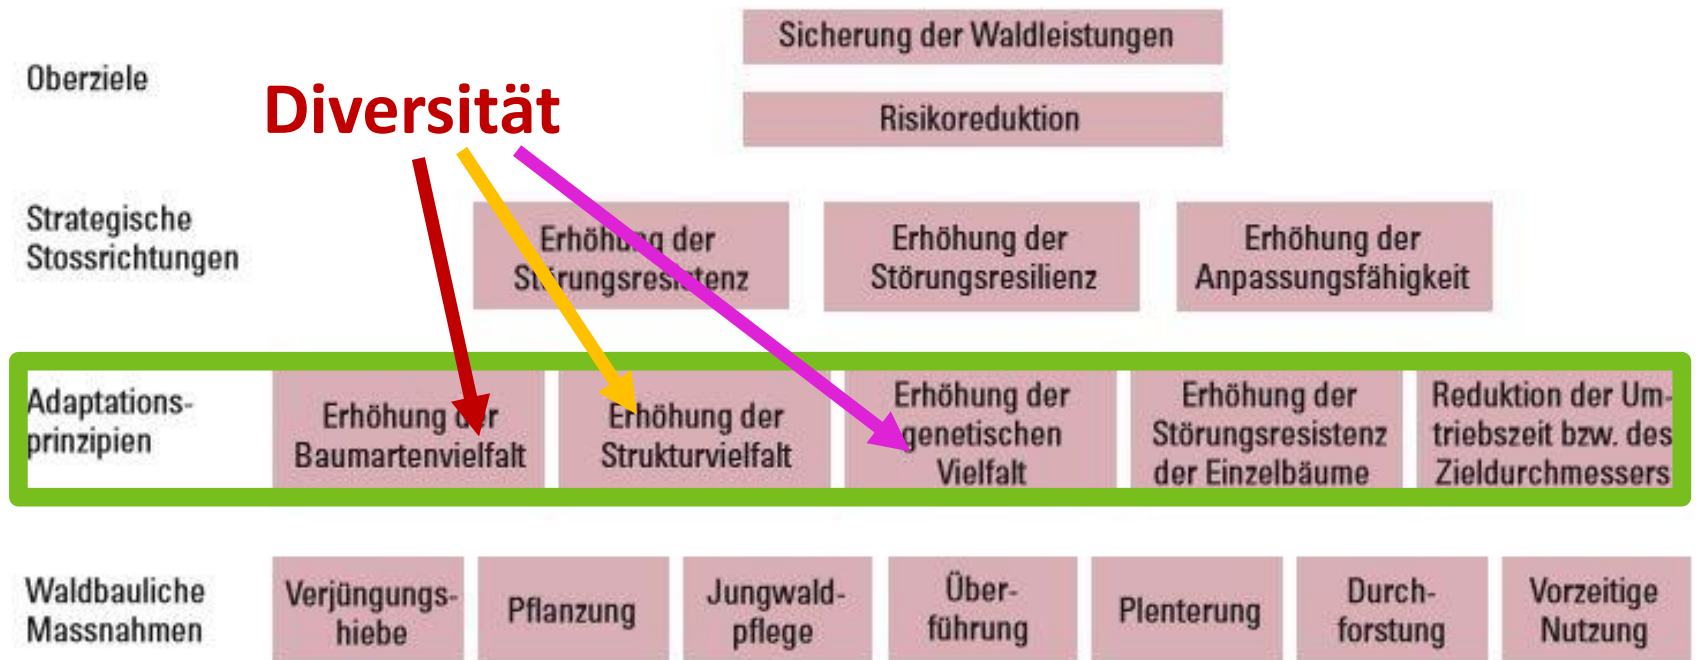 Oberziele
Sicherung der Waldleistungen
Risikoreduktion
Diversität
Strategische
Stossrichtungen
Erhöhung der
Störungsresistenz
Erhöhung der
Störungsresilienz
Erhöhung der
Anpassungsfähigkeit
Adaptations-
prinzipien
Erhöhung der
Baumartenvielfalt
Erhöhung der
Strukturvielfalt
Erhöhung der
genetischen
Vielfalt
Erhöhung der
Störungsresistenz
der Einzelbäume
Reduktion der Um-
triebszeit bzw. des
Zieldurchmessers
Waldbauliche
Massnahmen
Verjüngungs-
hiebe
Pflanzung
Jungwald-
pflege
Über-
führung
Plenterung
Durch-
forstung
Vorzeitige
Nutzung